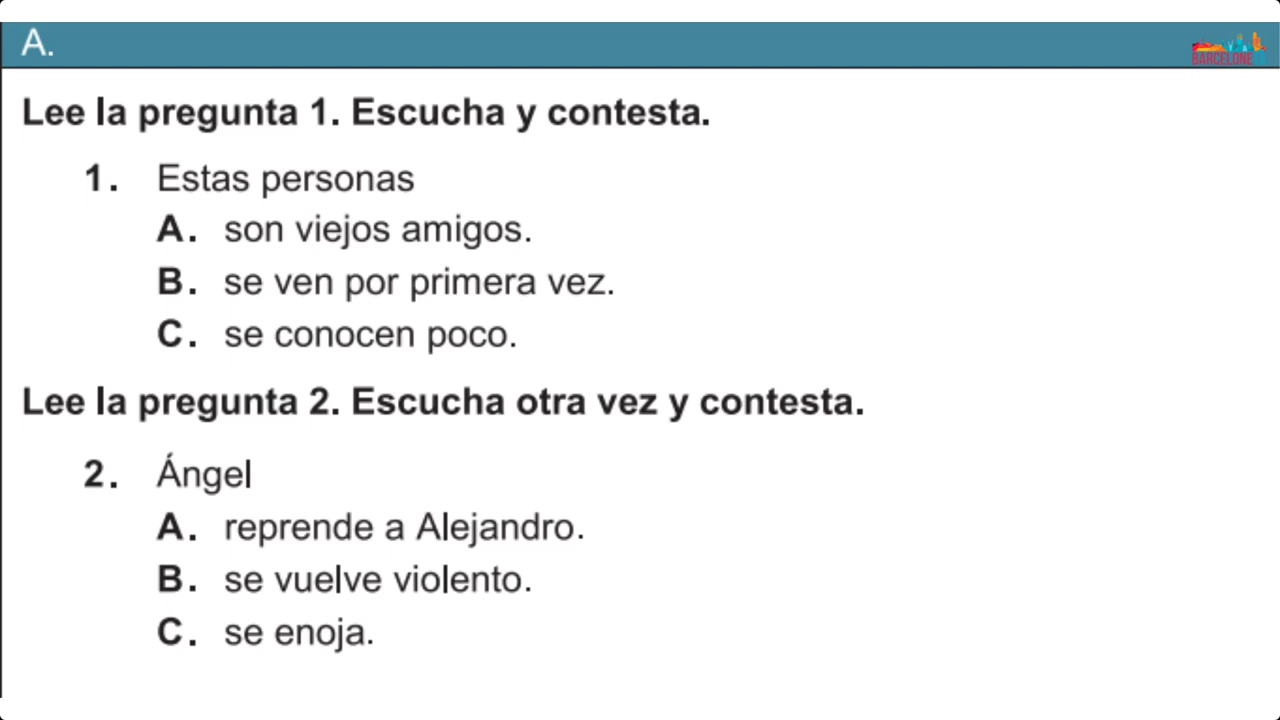 A.
BARCELONE
Lee la pregunta 1. Escucha y contesta.
1. Estas personas
A. son viejos amigos.
B. se ven por primera vez.
C. se conocen poco.
Lee la pregunta 2. Escucha otra vez y contesta.
2. Ángel
A. reprende a Alejandro.
B. se vuelve violento.
C. se enoja.